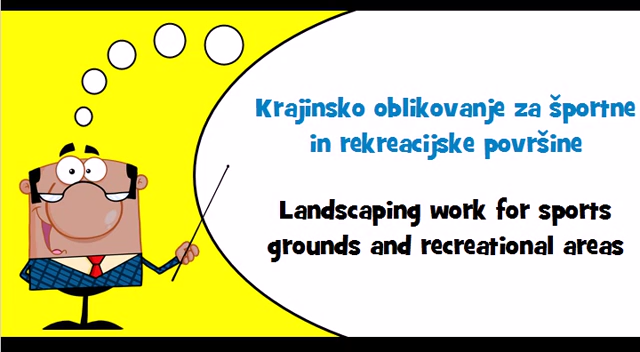 Krajinsko oblikovanje za športne
in rekreacijske površine
Landscaping work for sports
grounds and recreational areas